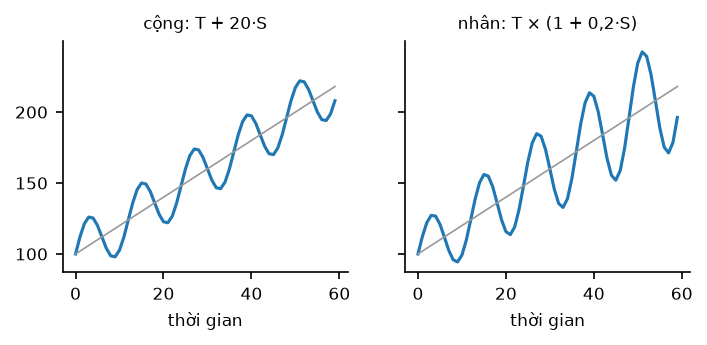 cộng: T + 20·S
nhân: T × (1 + 0,2·S)
200
150
100
0
20
40
60
0
20
40
60
thời gian
thời gian